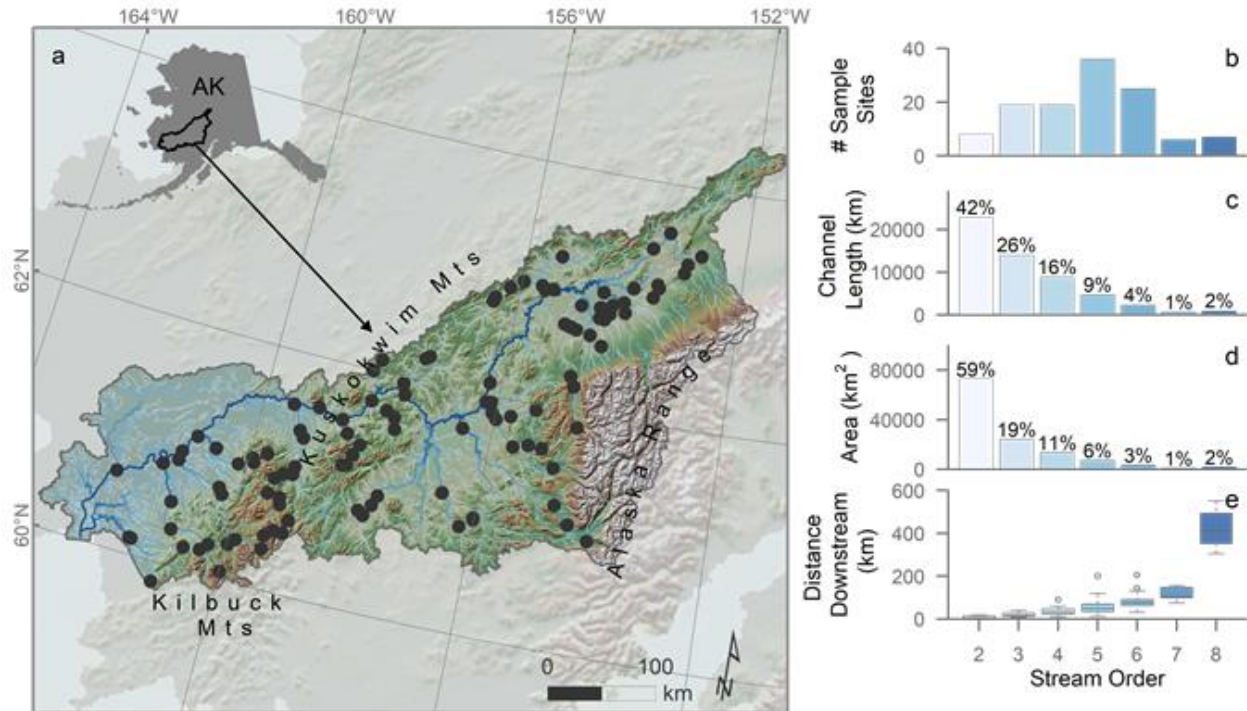 164°W
160°W
156°W
152°W
a
AK
62°N
60°N
Kuskokwim Mts
Alaska Range
Kilbuck
Mts
0
100
km
N
b
# Sample
Sites
40
20
0
c
Channel
Length (km)
20000
10000
0
42%
26%
16%
9%
4%
1%
2%
d
Area (km²)
80000
40000
0
59%
19%
11%
6%
3%
1%
2%
e
Distance
Downstream
(km)
600
400
200
0
2
3
4
5
6
7
8
Stream Order